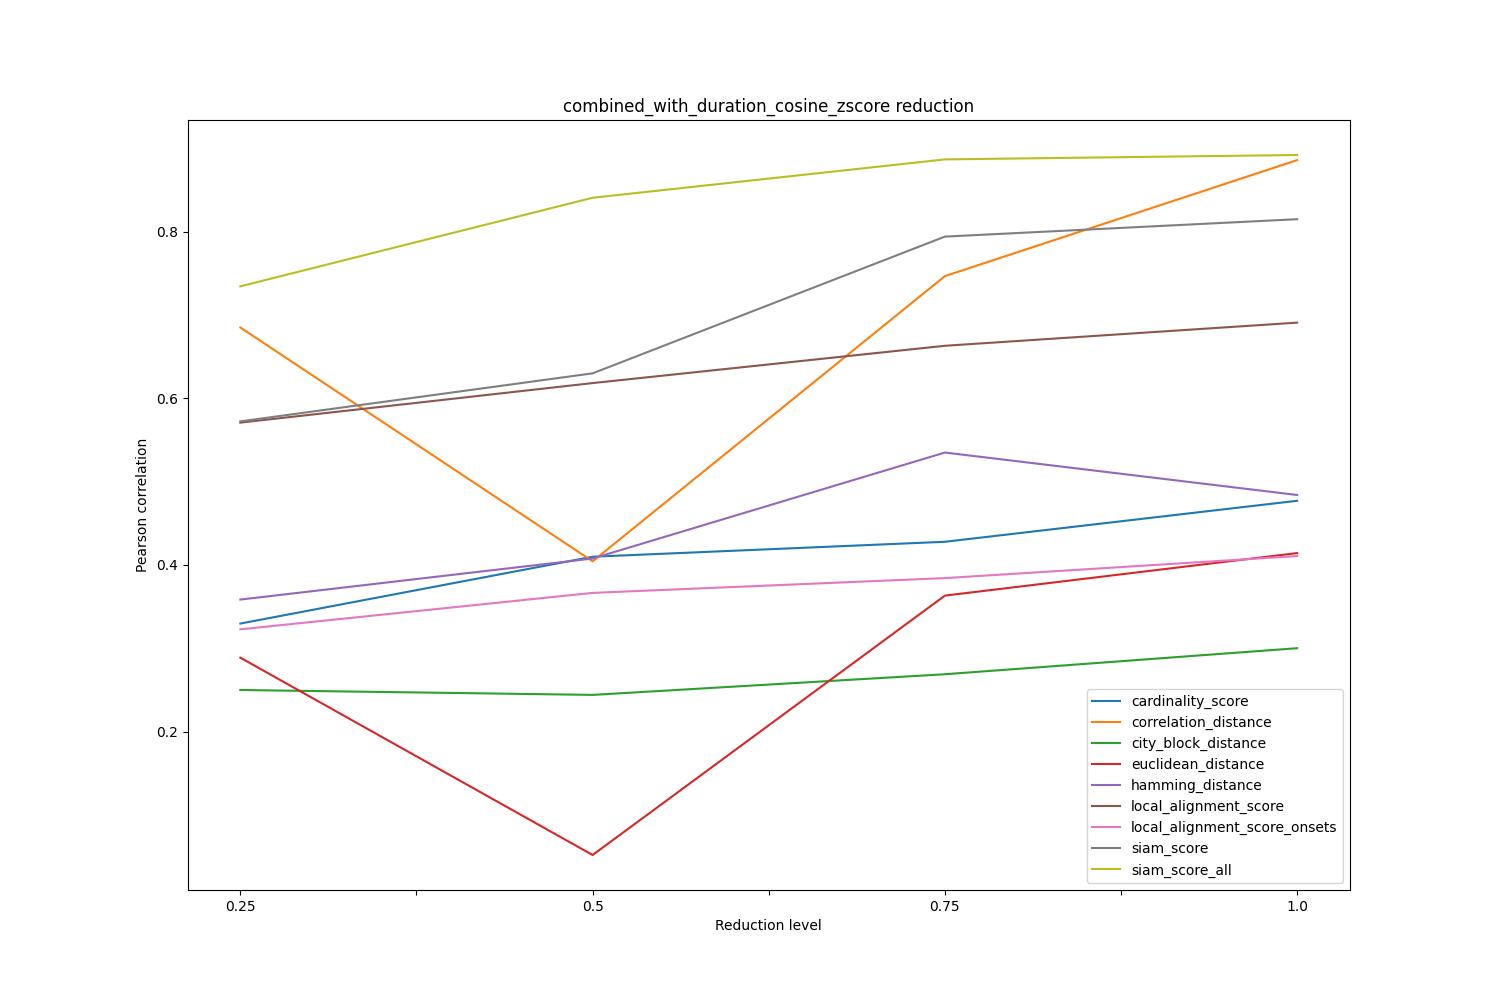 combined_with_duration_cosine_zscore reduction
0.8
0.6
0.4
0.2
Pearson correlation
0.25 0.5 0.75 1.0
Reduction level
cardinality_score
correlation_distance
city_block_distance
euclidean_distance
hamming_distance
local_alignment_score
local_alignment_score_onsets
siam_score
siam_score_all